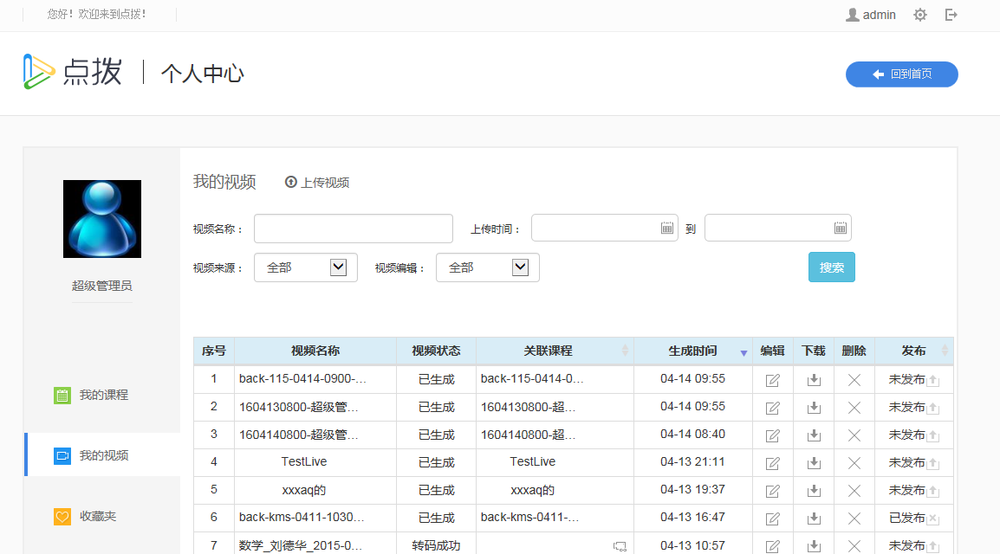 您好！欢迎来到点拨！
admin
点拨 个人中心
回到首页
我的视频 上传视频
视频名称： 上传时间： 到
视频来源： 全部 视频编辑： 全部 搜索
超级管理员
我的课程
我的视频
收藏夹
序号 视频名称 视频状态 关联课程 生成时间 编辑 下载 删除 发布
1 back-115-0414-0900-... 已生成 back-115-0414-0... 04-14 09:55 未发布
2 1604130800-超级管... 已生成 1604130800-超... 04-14 09:55 未发布
3 1604140800-超级管... 已生成 1604140800-超... 04-14 08:40 未发布
4 TestLive 已生成 TestLive 04-13 21:11 未发布
5 xxxaq的 已生成 xxxaq的 04-13 19:37 未发布
6 back-kms-0411-1030... 已生成 back-kms-0411-... 04-13 16:47 已发布
7 数学_刘德华_2015-0... 转码成功 04-13 10:57 未发布